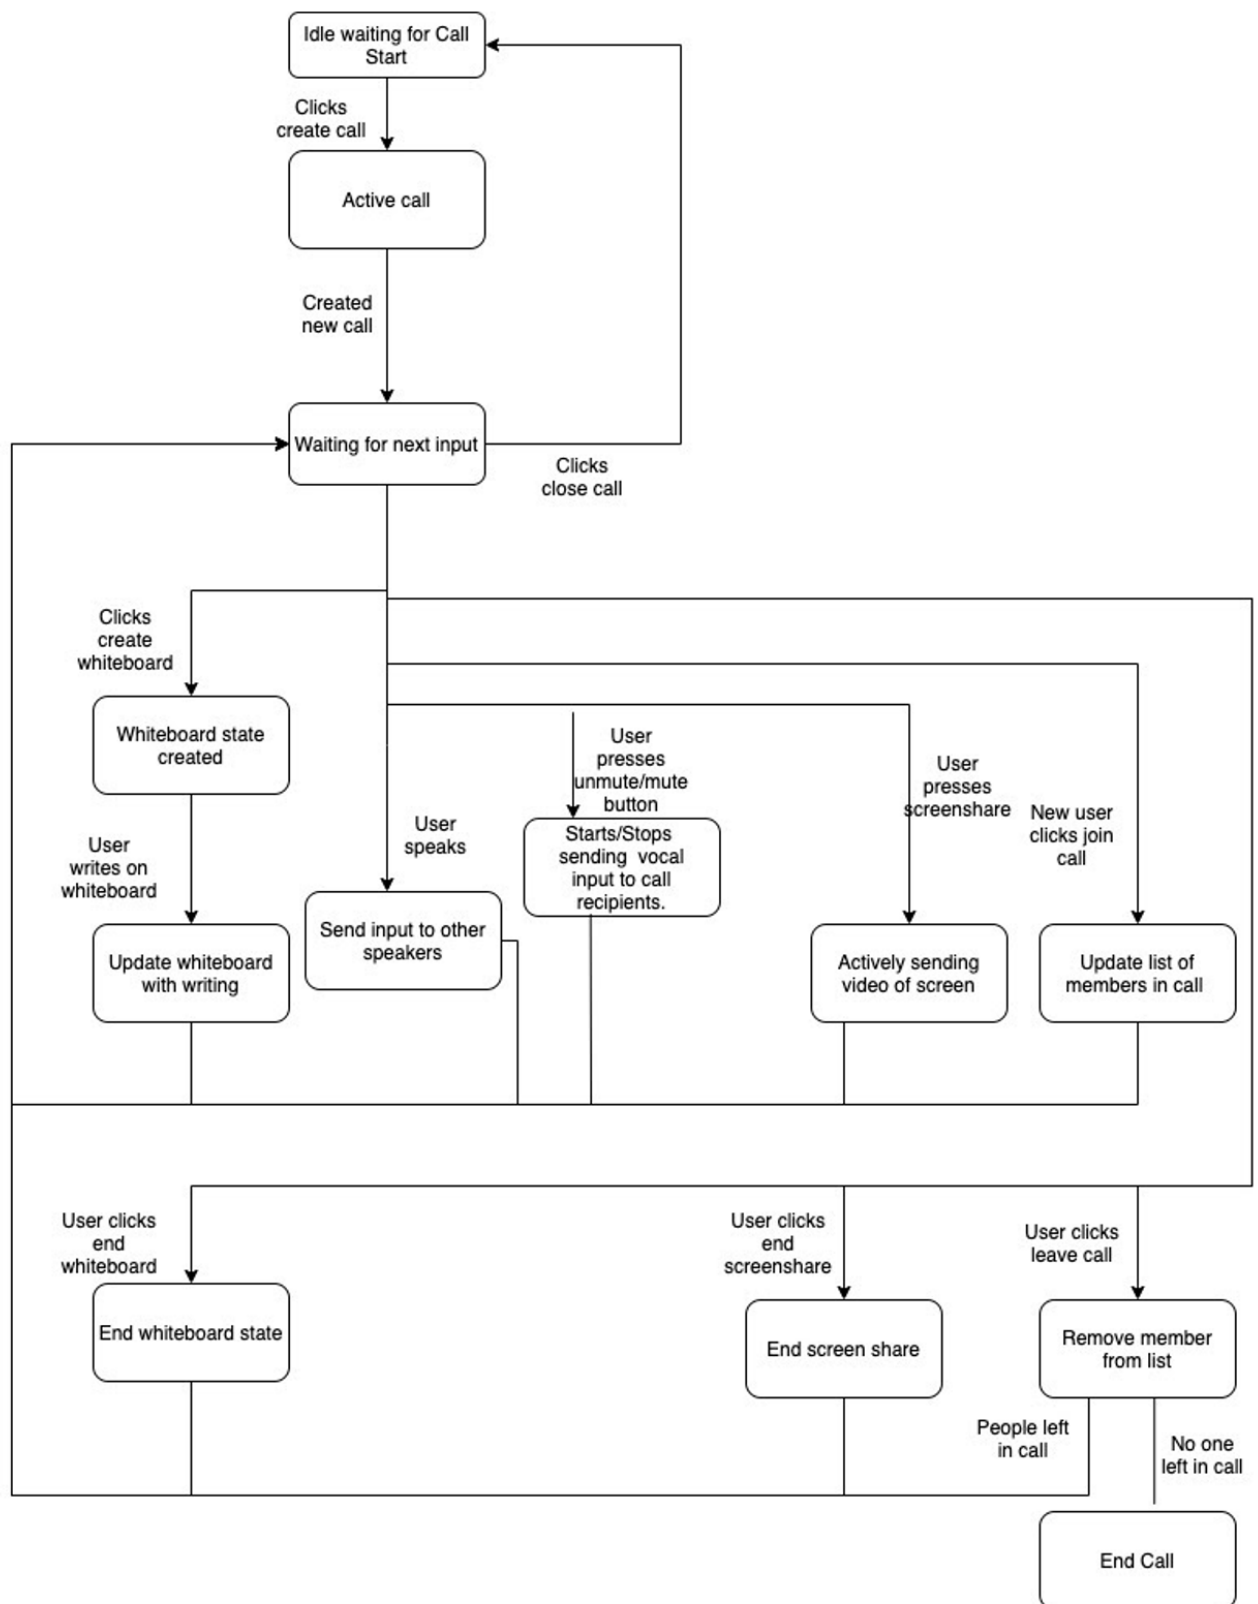 Idle waiting for Call
Start
Clicks
create call
Active call
Created
new call
Waiting for next input
Clicks
close call
Clicks
create
whiteboard
Whiteboard state
created
User
writes on
whiteboard
Update whiteboard
with writing
User
speaks
Send input to other
speakers
User
presses
unmute/mute
button
Starts/Stops
sending vocal
input to call
recipients.
User
presses
screenshare
Actively sending
video of screen
New user
clicks join
call
Update list of
members in call
User clicks
end
whiteboard
End whiteboard state
User clicks
end
screenshare
End screen share
User clicks
leave call
Remove member
from list
People left
in call
No one
left in call
End Call